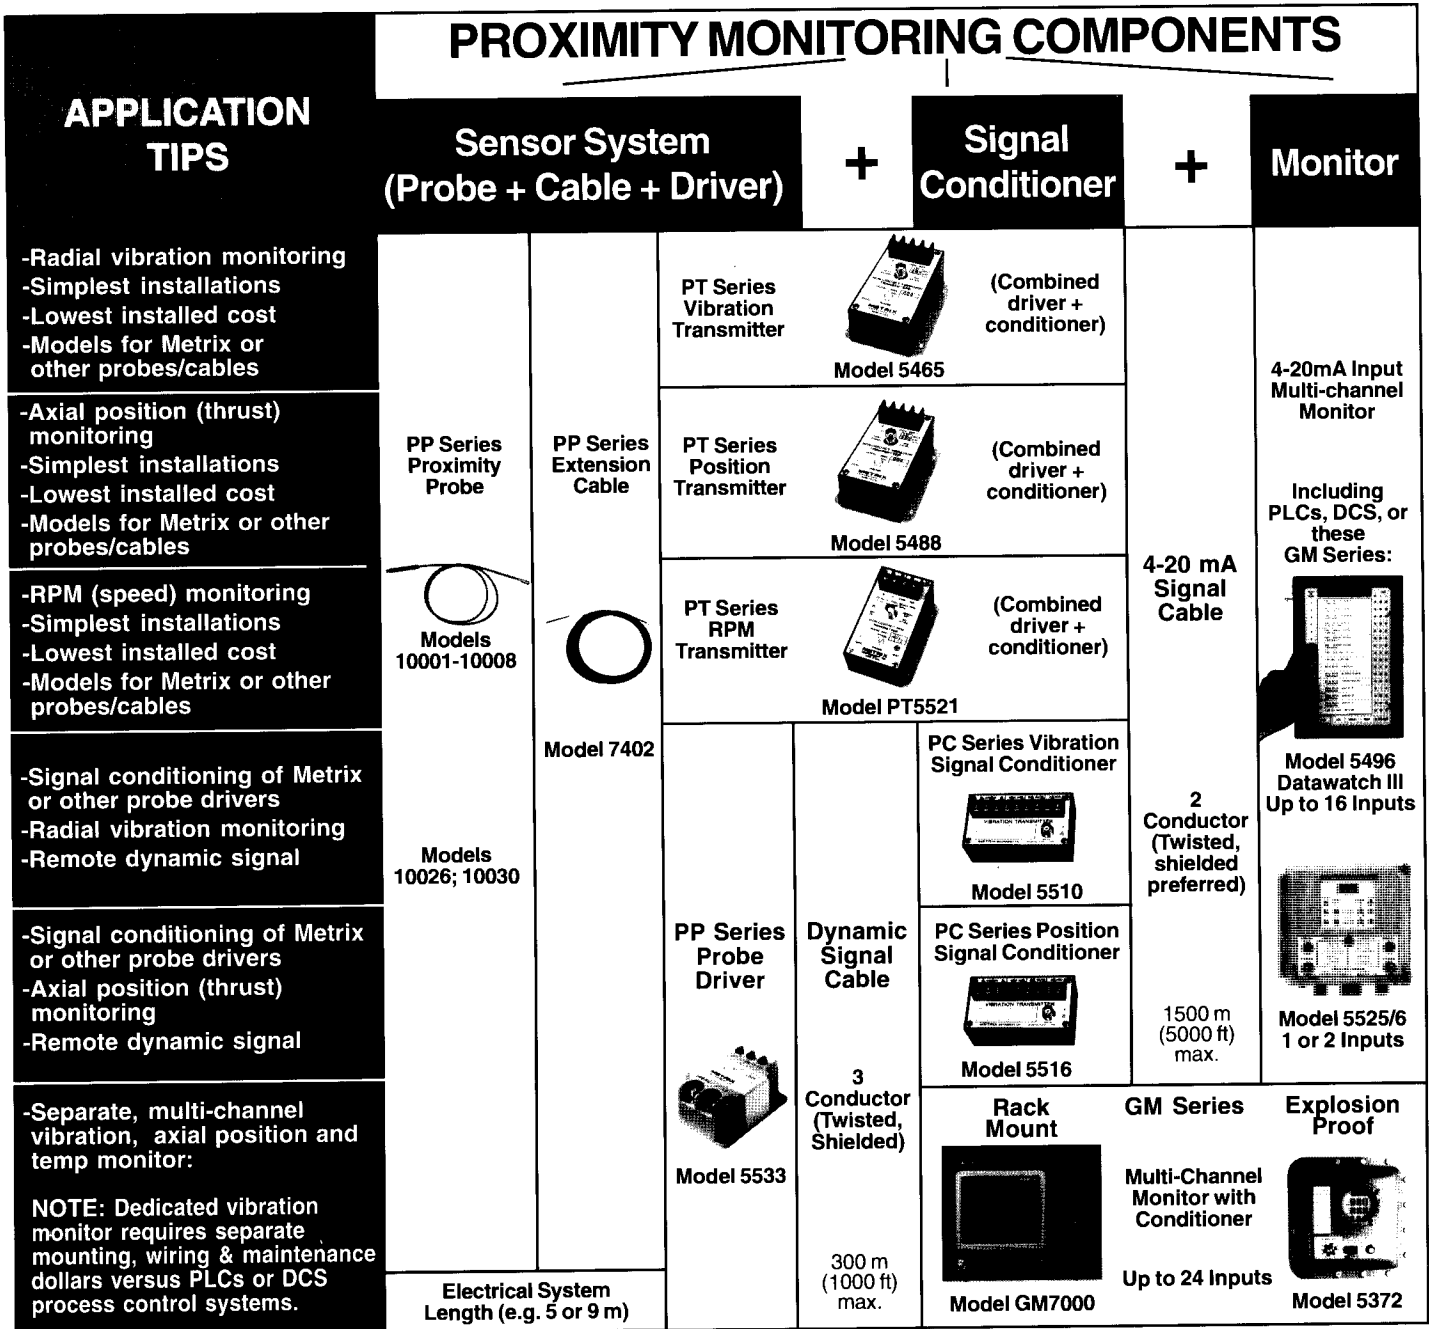 PROXIMITY MONITORING COMPONENTS
APPLICATION
TIPS
Sensor System
(Probe + Cable + Driver)
+
Signal
Conditioner
+
Monitor
-Radial vibration monitoring
-Simplest installations
-Lowest installed cost
-Models for Metrix or
other probes/cables
-Axial position (thrust)
monitoring
-Simplest installations
-Lowest installed cost
-Models for Metrix or other
probes/cables
-RPM (speed) monitoring
-Simplest installations
-Lowest installed cost
-Models for Metrix or other
probes/cables
-Signal conditioning of Metrix
or other probe drivers
-Radial vibration monitoring
-Remote dynamic signal
-Signal conditioning of Metrix
or other probe drivers
-Axial position (thrust)
monitoring
-Remote dynamic signal
-Separate, multi-channel
vibration, axial position and
temp monitor:
NOTE: Dedicated vibration
monitor requires separate
mounting, wiring & maintenance
dollars versus PLCs or DCS
process control systems.
PP Series
Proximity
Probe
Models
10001-10008
Models
10026; 10030
PP Series
Extension
Cable
Model 7402
Electrical System
Length (e.g. 5 or 9 m)
PT Series
Vibration
Transmitter
Model 5465
(Combined
driver +
conditioner)
PT Series
Position
Transmitter
Model 5488
(Combined
driver +
conditioner)
PT Series
RPM
Transmitter
Model PT5521
(Combined
driver +
conditioner)
PP Series
Probe
Driver
Model 5533
Dynamic
Signal
Cable
3
Conductor
(Twisted,
Shielded)
300 m
(1000 ft)
max.
PC Series Vibration
Signal Conditioner
VIBRATION TRANSMITTER
Model 5510
PC Series Position
Signal Conditioner
VIBRATION TRANSMITTER
Model 5516
4-20 mA
Signal
Cable
2
Conductor
(Twisted,
shielded
preferred)
1500 m
(5000 ft)
max.
4-20mA Input
Multi-channel
Monitor
Including
PLCs, DCS, or
these
GM Series:
Model 5496
Datawatch III
Up to 16 Inputs
Model 5525/6
1 or 2 Inputs
Rack
Mount
Model GM7000
GM Series
Multi-Channel
Monitor with
Conditioner
Up to 24 Inputs
Explosion
Proof
Model 5372